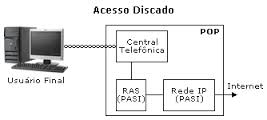 Acesso Discado
POP
Central
Telefônica
Usuário Final
RAS
(PASI)
Rede IP
(PASI)
Internet